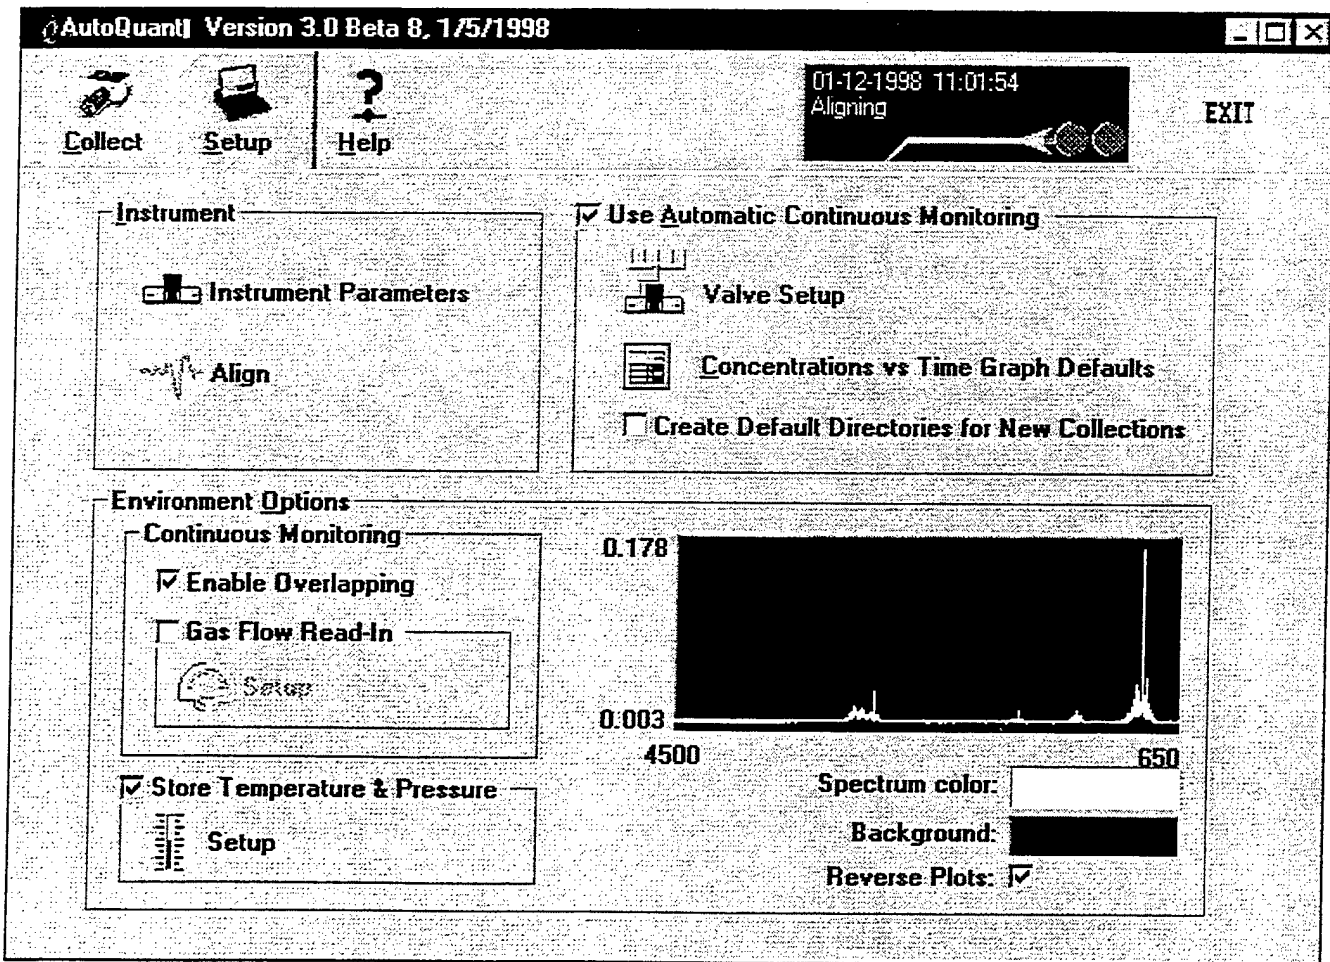 AutoQuant Version 3.0 Beta 8, 1/5/1998
Collect
Setup
Help
01-12-1998 11:01:54
Aligning
EXIT
Instrument
Instrument Parameters
Align
Use Automatic Continuous Monitoring
Valve Setup
Concentrations vs Time Graph Defaults
Create Default Directories for New Collections
Environment Options
Continuous Monitoring
Enable Overlapping
Gas Flow Read-In
Setup
Store Temperature & Pressure
Setup
0.178
0.003
4500
650
Spectrum color:
Background:
Reverse Plots: